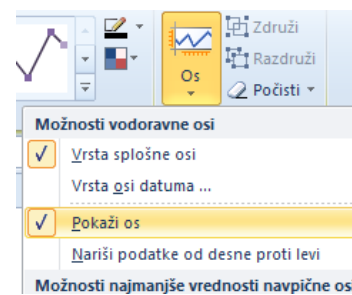 Združi
Razdruži
Os
Počisti
Možnosti vodoravne osi
Vrsta splošne osi
Vrsta osi datuma ...
Pokaži os
Nariši podatke od desne proti levi
Možnosti najmanjše vrednosti navpične os